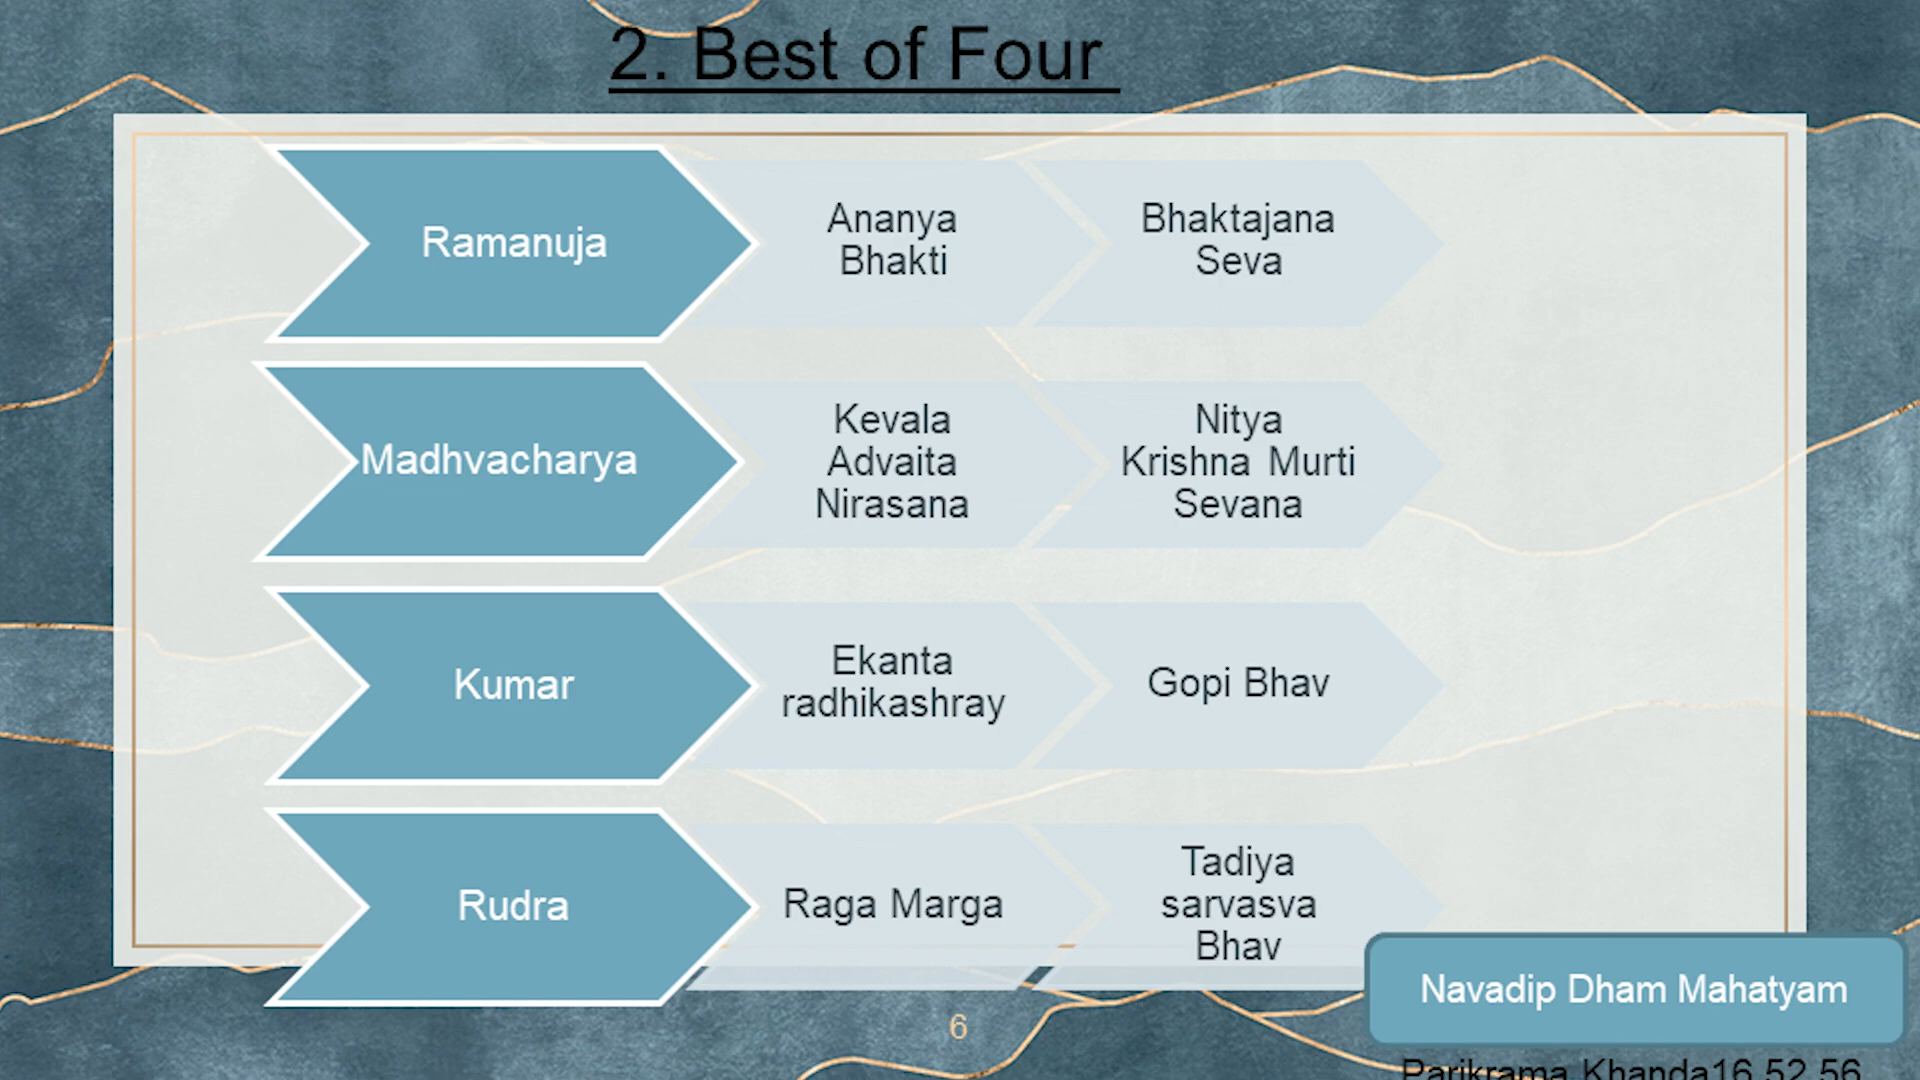 2. Best of Four
Ramanuja
Ananya
Bhakti
Bhaktajana
Seva
Madhvacharya
Kevala
Advaita
Nirasana
Nitya
Krishna Murti
Sevana
Kumar
Ekanta
radhikashray
Gopi Bhav
Rudra
Raga Marga
Tadiya
sarvasva
Bhav
Navadip Dham Mahatyam
6
Parikrama Khanda16.52.56